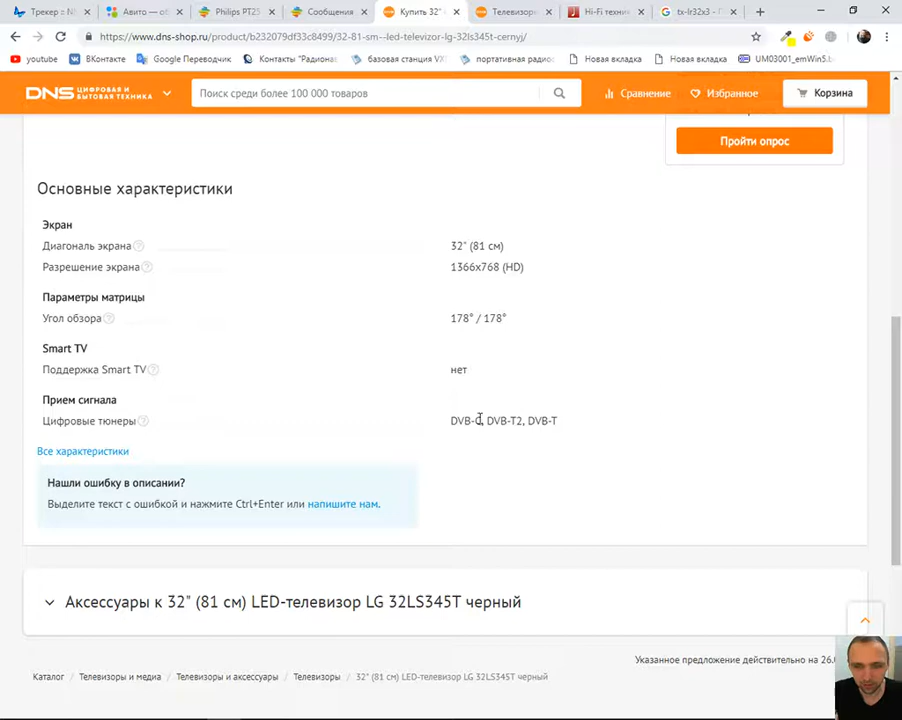 Трекер :: N
Авито — об
Philips PT25
Сообщения
Купить 32"
Телевизоры
Hi-Fi техни
tx-lr32x3 - П
https://www.dns-shop.ru/product/b232079df33c8499/32-81-sm--led-televizor-lg-32ls345t-cernyj/
youtube
ВКонтакте
Google Переводчик
Контакты "Радиона
базовая станция VX
портативная радио
Новая вкладка
Новая вкладка
UM03001_emWin5.
DNS ЦИФРОВАЯ И
БЫТОВАЯ ТЕХНИКА
Поиск среди более 100 000 товаров
Сравнение
Избранное
Корзина
Пройти опрос
Основные характеристики
Экран
Диагональ экрана ? 32" (81 см)
Разрешение экрана ? 1366x768 (HD)
Параметры матрицы
Угол обзора ? 178° / 178°
Smart TV
Поддержка Smart TV ? нет
Прием сигнала
Цифровые тюнеры ? DVB-C, DVB-T2, DVB-T
Все характеристики
Нашли ошибку в описании?
Выделите текст с ошибкой и нажмите Ctrl+Enter или напишите нам.
Аксессуары к 32" (81 см) LED-телевизор LG 32LS345T черный
Указанное предложение действительно на 26.0
Каталог / Телевизоры и медиа / Телевизоры и аксессуары / Телевизоры / 32" (81 см) LED-телевизор LG 32LS345T черный